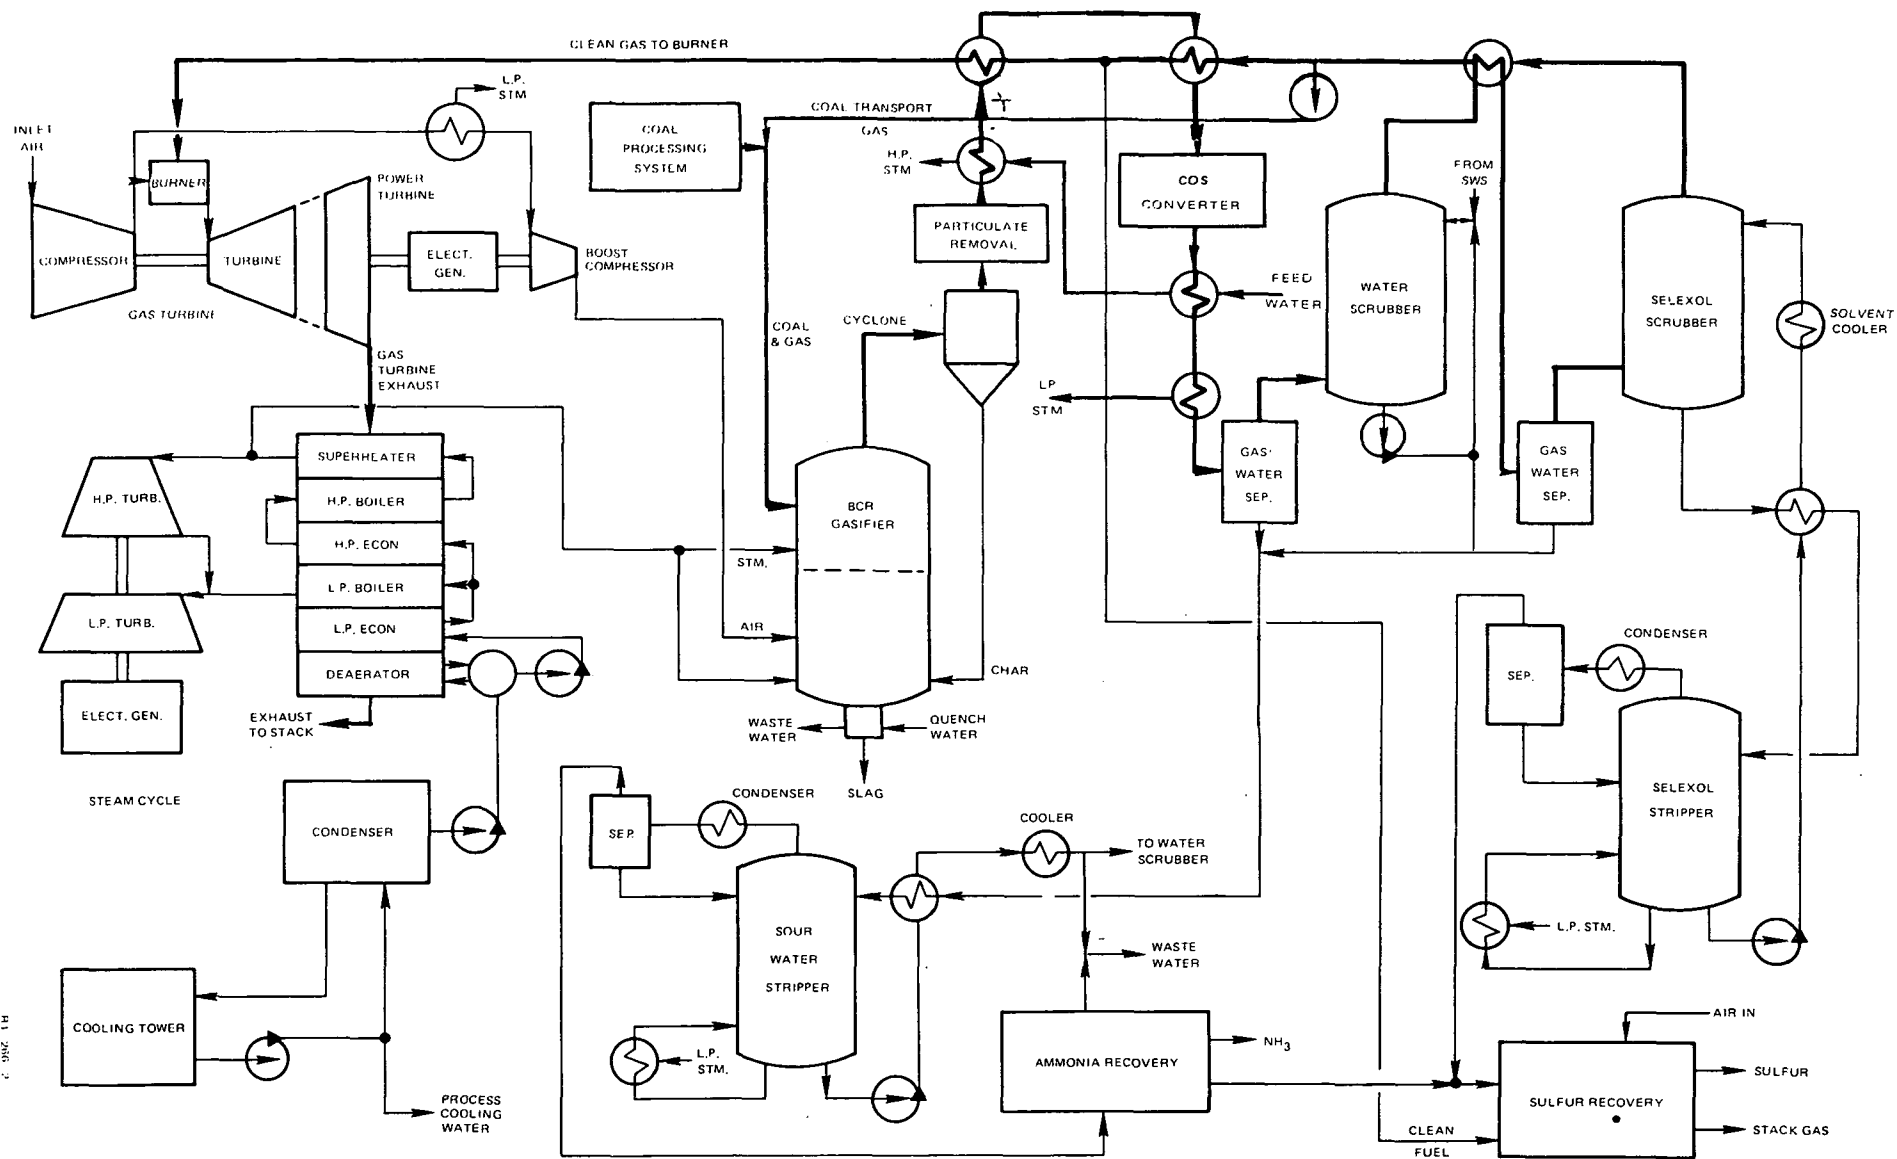 CLEAN GAS TO BURNER
L.P.
STM
INLET
AIR
BURNER
POWER
TURBINE
COMPRESSOR
TURBINE
GAS TURBINE
ELECT.
GEN.
BOOST
COMPRESSOR
GAS
TURBINE
EXHAUST
COAL
PROCESSING
SYSTEM
COAL TRANSPORT
GAS
H.P.
STM
PARTICULATE
REMOVAL
COS
CONVERTER
FEED
WATER
FROM
SWS
WATER
SCRUBBER
SELEXOL
SCRUBBER
SOLVENT
COOLER
COAL
& GAS
CYCLONE
LP
STM
GAS
WATER
SEP.
GAS
WATER
SEP.
SUPERHEATER
H.P. BOILER
H.P. ECON
L.P. BOILER
L.P. ECON
DEAERATOR
H.P. TURB.
L.P. TURB.
ELECT. GEN.
EXHAUST
TO STACK
BCR
GASIFIER
STM.
AIR
CHAR
WASTE
WATER
QUENCH
WATER
SLAG
STEAM CYCLE
CONDENSER
COOLING TOWER
PROCESS
COOLING
WATER
SEP.
CONDENSER
SOUR
WATER
STRIPPER
L.P.
STM.
COOLER
TO WATER
SCRUBBER
WASTE
WATER
AMMONIA RECOVERY
NH3
CONDENSER
SEP.
SELEXOL
STRIPPER
L.P. STM.
AIR IN
SULFUR RECOVERY
SULFUR
STACK GAS
CLEAN
FUEL